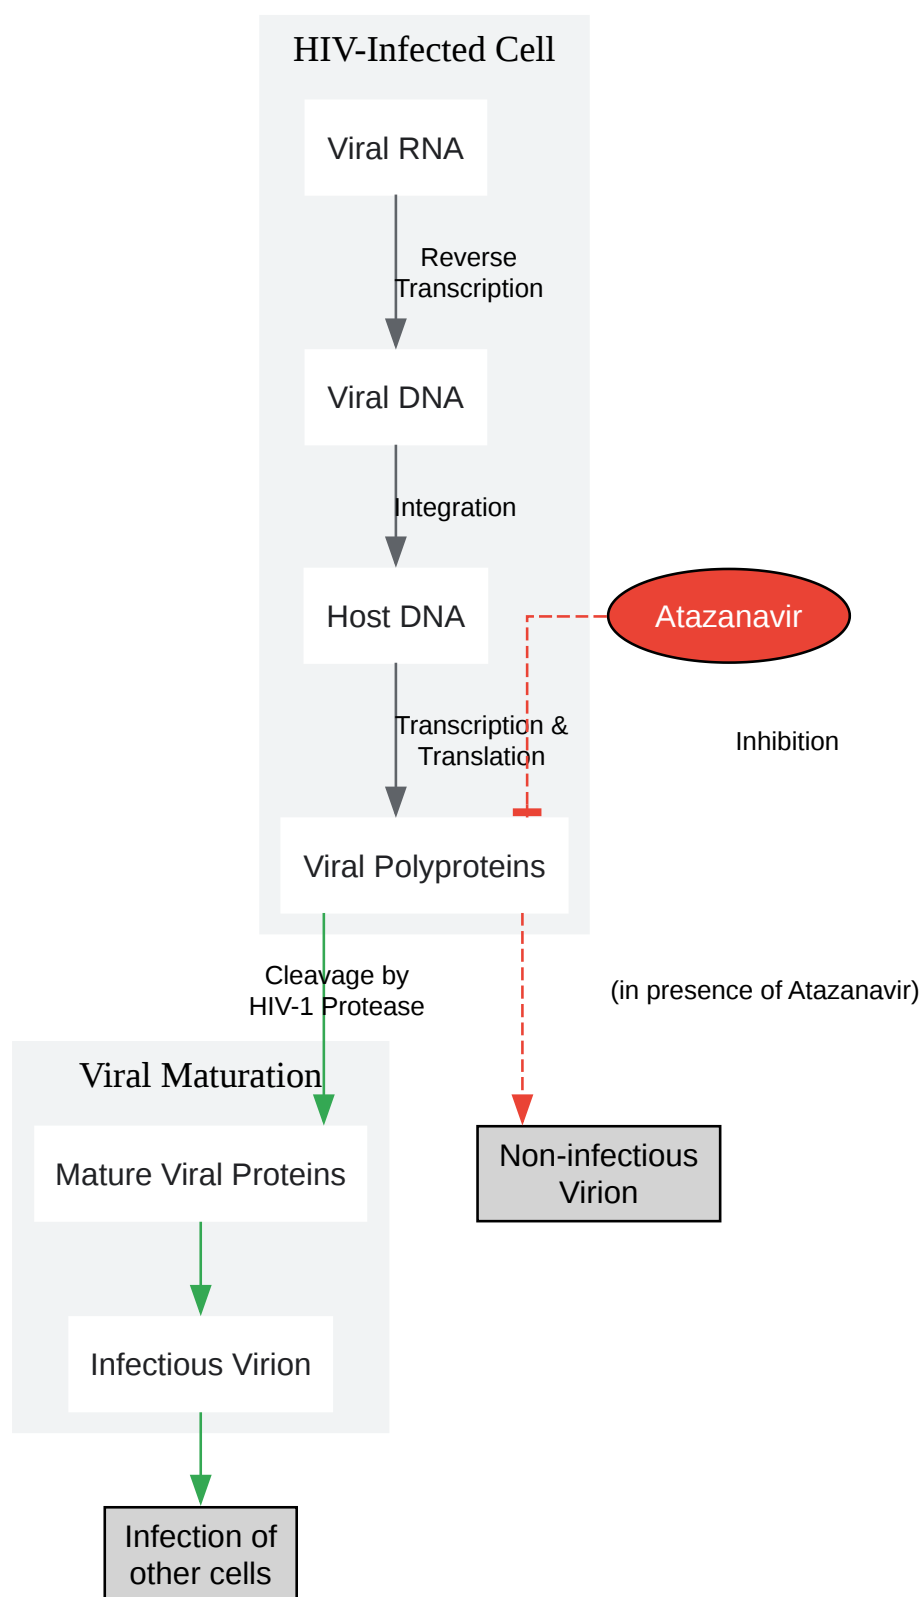 HIV-Infected Cell
Viral RNA
Reverse
Transcription
Viral DNA
Integration
Host DNA
Atazanavir
Transcription &
Translation
Inhibition
Viral Polyproteins
Cleavage by
HIV-1 Protease
(in presence of Atazanavir)
Viral Maturation
Mature Viral Proteins
Non-infectious
Virion
Infectious Virion
Infection of
other cells